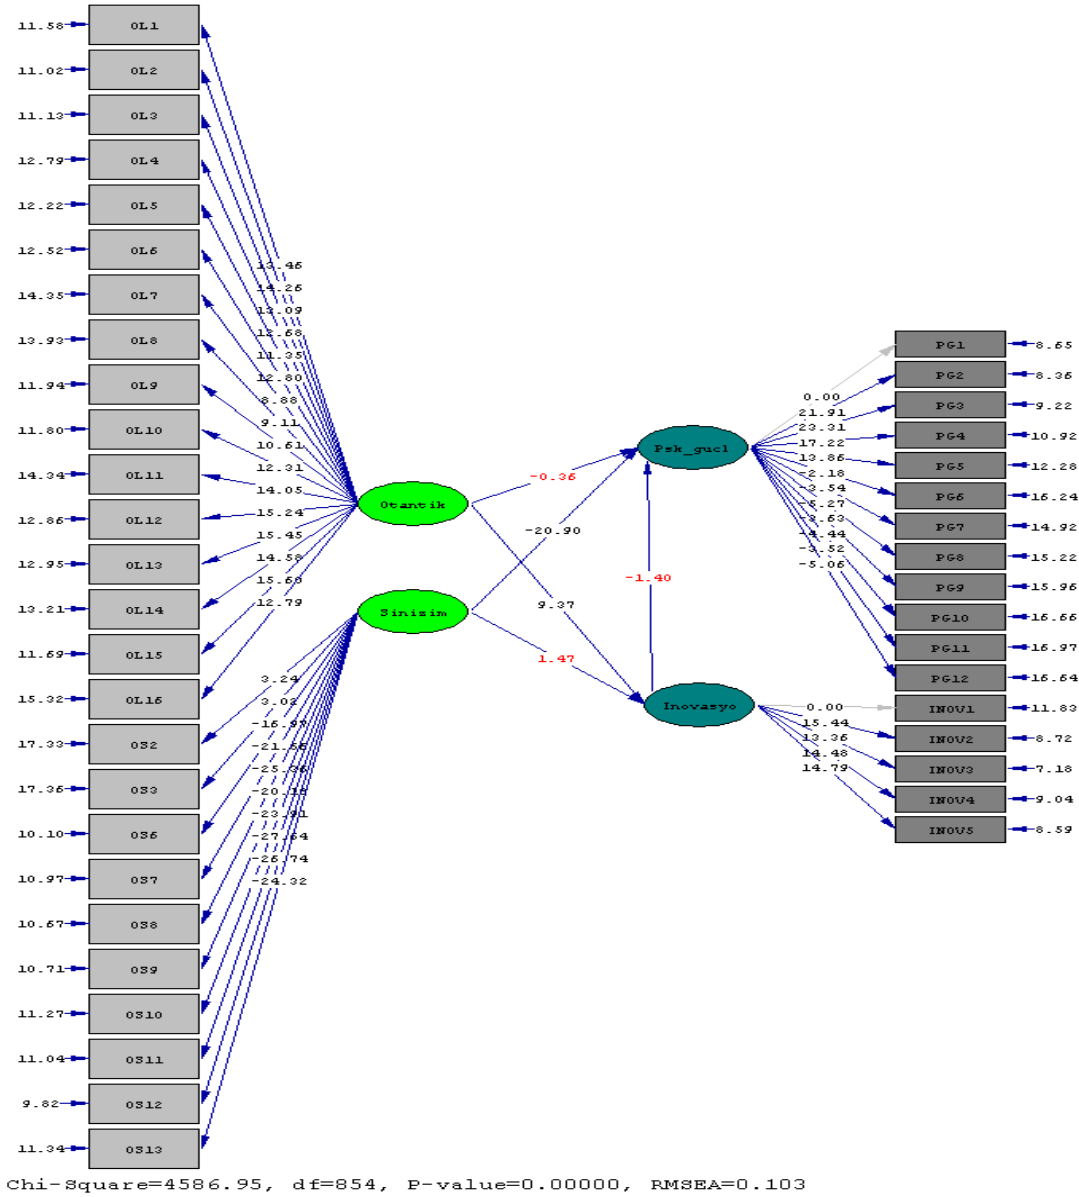 11.58 OL1
11.02 OL2
11.13 OL3
12.79 OL4
12.22 OL5
12.52 OL6
14.35 OL7
13.93 OL8
11.94 OL9
11.80 OL10
14.34 OL11
12.86 OL12
12.95 OL13
13.21 OL14
11.69 OL15
15.32 OL16
17.33 OS2
17.36 OS3
10.10 OS6
10.97 OS7
10.67 OS8
10.71 OS9
11.27 OS10
11.04 OS11
9.82 OS12
11.34 OS13
13.46
14.26
13.09
12.68
11.35
12.80
8.88
9.11
10.61
12.31
14.05
15.24
15.45
14.58
15.60
12.79
3.24
3.02
-16.97
-21.56
-20.18
-23.91
-27.64
-26.74
-24.32
Otantik
Sinisim
-0.36
-20.90
-1.40
9.37
1.47
Psk_gucl
Inovasyo
0.00
21.91
23.31
17.22
13.86
-2.18
-3.54
-5.27
-3.63
-4.44
-3.52
-5.06
0.00
15.44
13.36
14.48
14.79
PG1 8.65
PG2 8.36
PG3 9.22
PG4 10.92
PG5 12.28
PG6 16.24
PG7 14.92
PG8 15.22
PG9 15.96
PG10 16.66
PG11 16.97
PG12 16.64
INOV1 11.83
INOV2 8.72
INOV3 7.18
INOV4 9.04
INOV5 8.59
Chi-Square=4586.95, df=854, P-value=0.00000, RMSEA=0.103